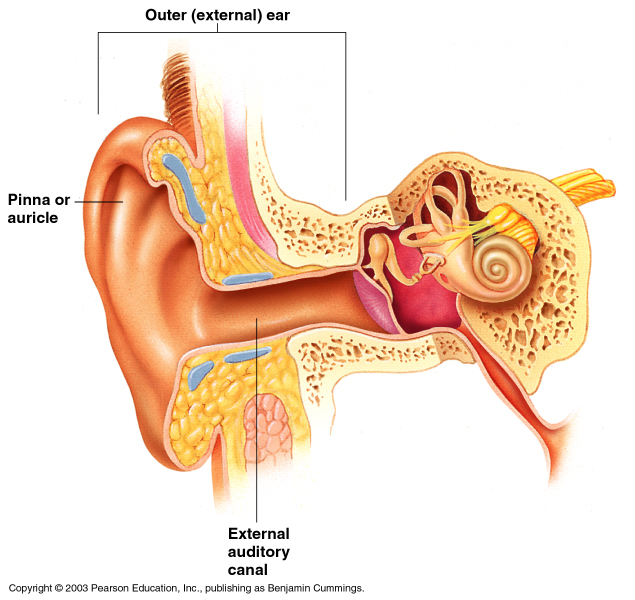 Outer (external) ear
Pinna or
auricle
External
auditory
canal
Copyright © 2003 Pearson Education, Inc., publishing as Benjamin Cummings.